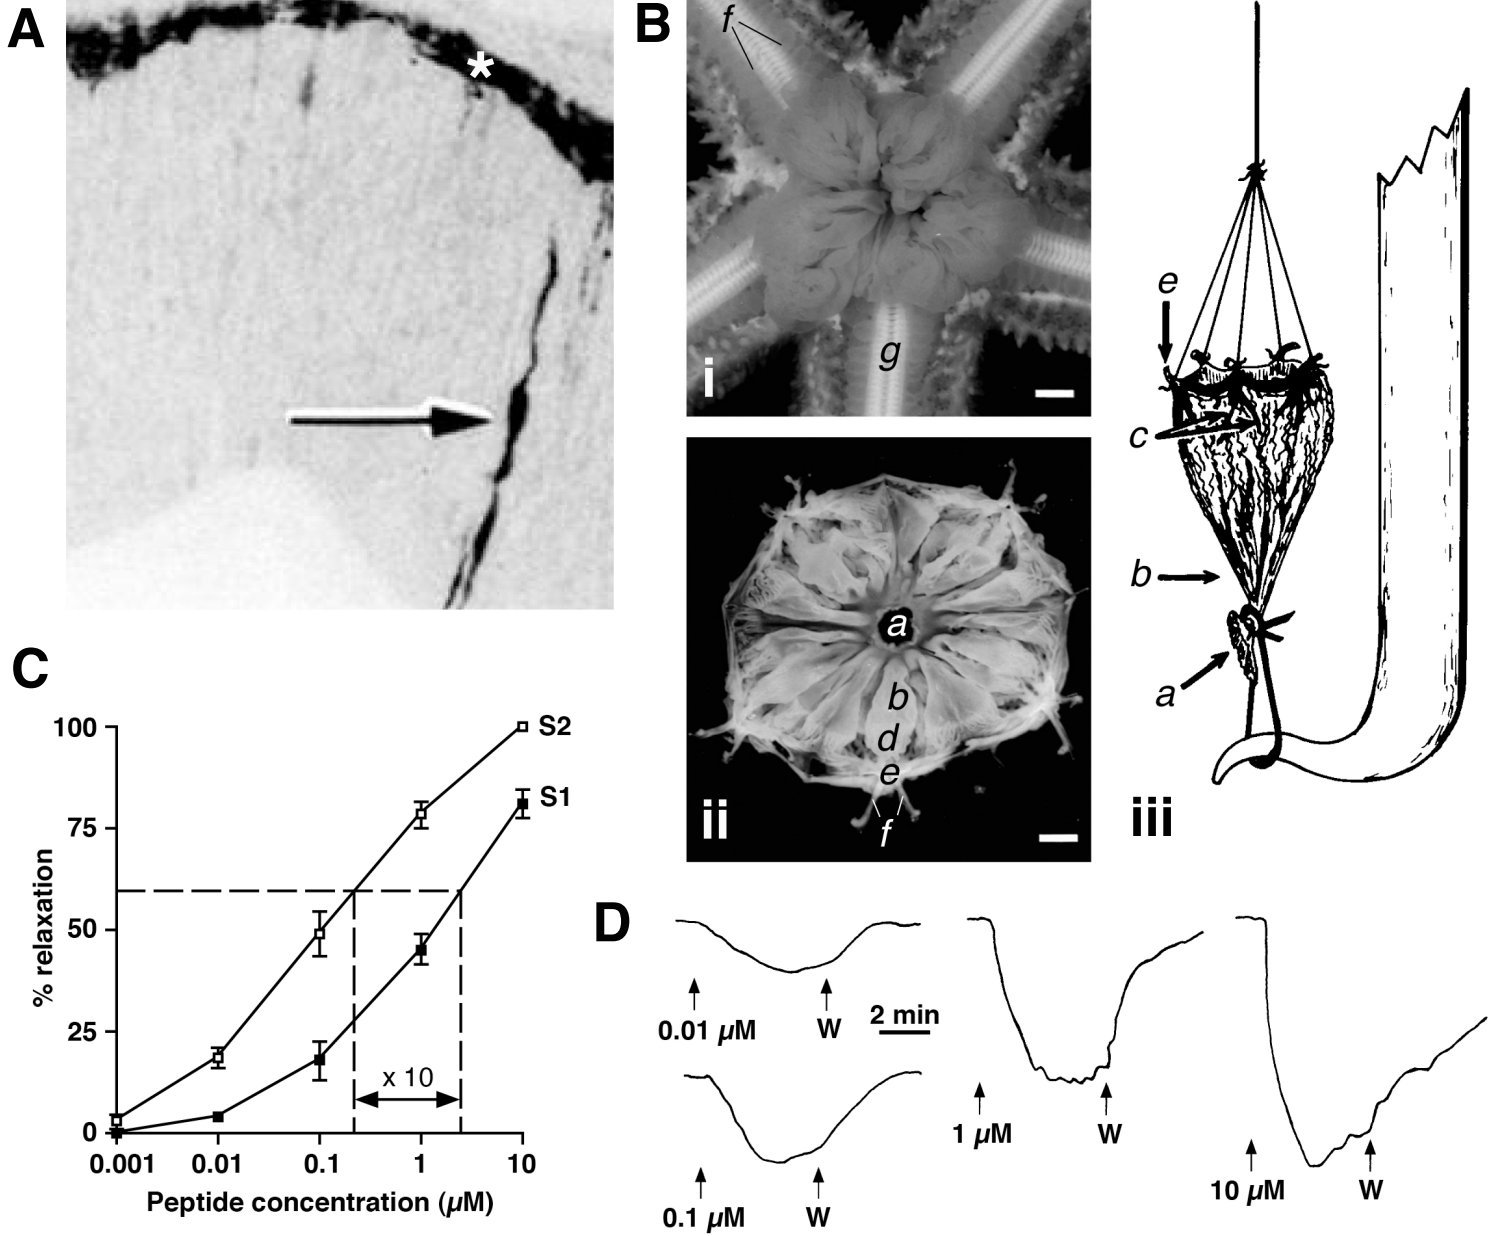 A
*
B
f
g
i
a
b
d
e
f
ii
e
c
b
a
iii
C
100
75
50
25
0
% relaxation
S2
S1
x 10
0.001
0.01
0.1
1
10
Peptide concentration (µM)
D
0.01 µM
W
2 min
0.1 µM
W
1 µM
W
10 µM
W